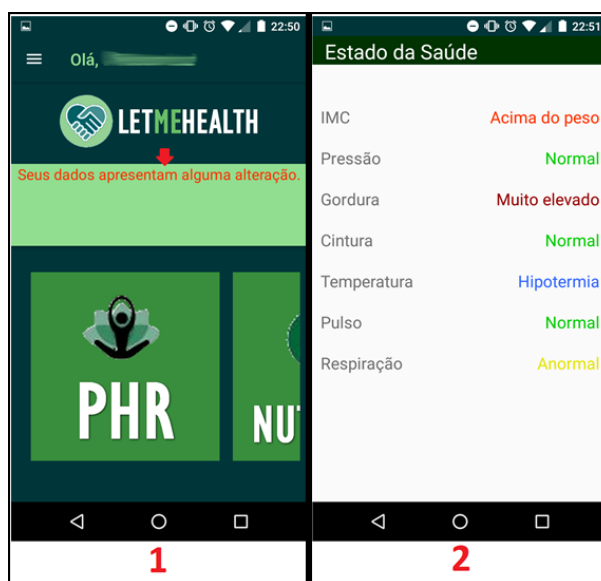 22:50
Olá,
LETMEHEALTH
Seus dados apresentam alguma alteração.
PHR
NU
1
22:51
Estado da Saúde
IMC Acima do peso
Pressão Normal
Gordura Muito elevado
Cintura Normal
Temperatura Hipotermia
Pulso Normal
Respiração Anormal
2